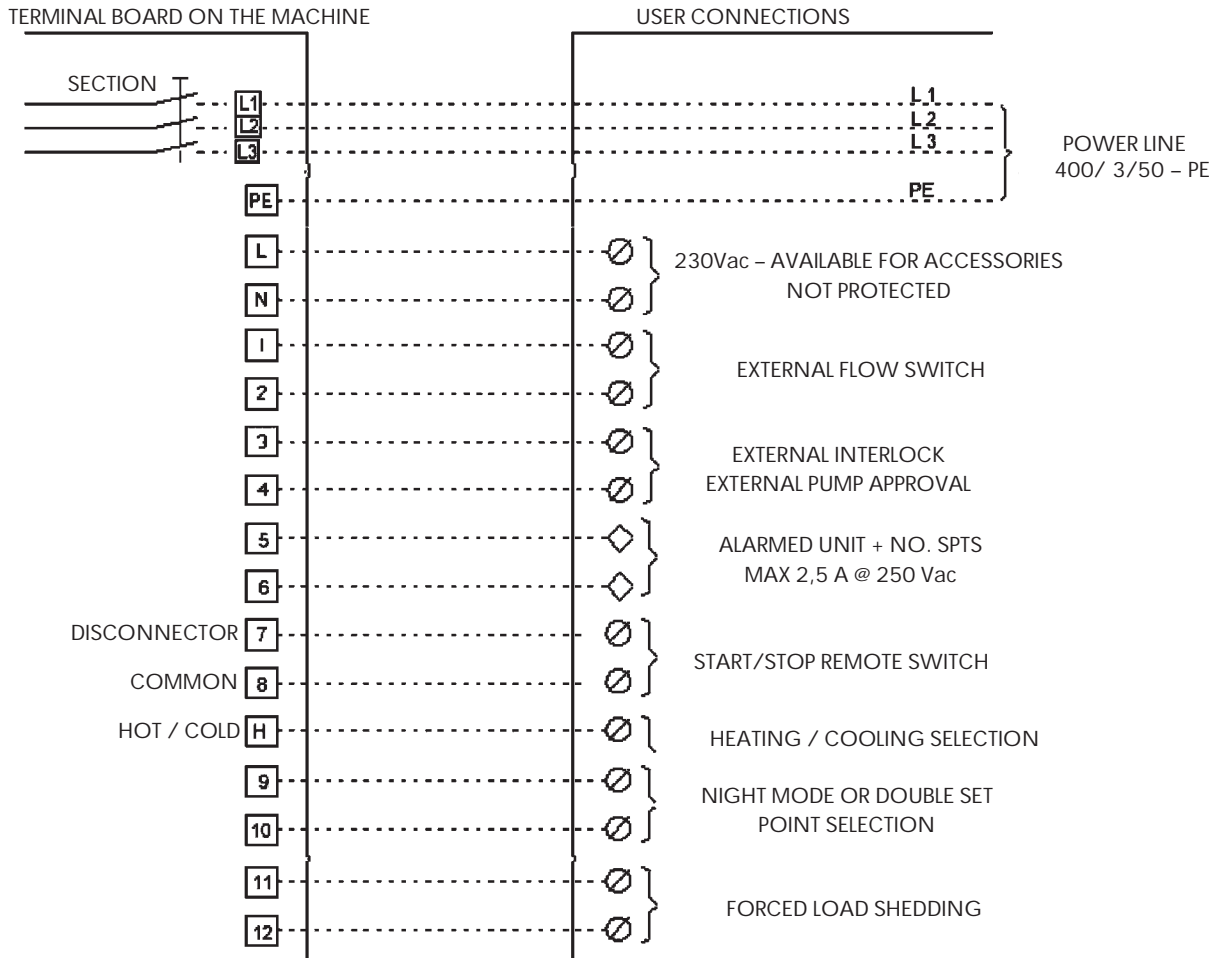 TERMINAL BOARD ON THE MACHINE
USER CONNECTIONS
SECTION
L1
L 1
L2
L 2
L3
L 3
POWER LINE
400/ 3/50 – PE
PE
PE
L
230Vac – AVAILABLE FOR ACCESSORIES
NOT PROTECTED
N
I
EXTERNAL FLOW SWITCH
2
3
EXTERNAL INTERLOCK
EXTERNAL PUMP APPROVAL
4
5
ALARMED UNIT + NO. SPTS
MAX 2,5 A @ 250 Vac
6
DISCONNECTOR 7
START/STOP REMOTE SWITCH
COMMON 8
HOT / COLD H
HEATING / COOLING SELECTION
9
NIGHT MODE OR DOUBLE SET
POINT SELECTION
10
11
FORCED LOAD SHEDDING
12